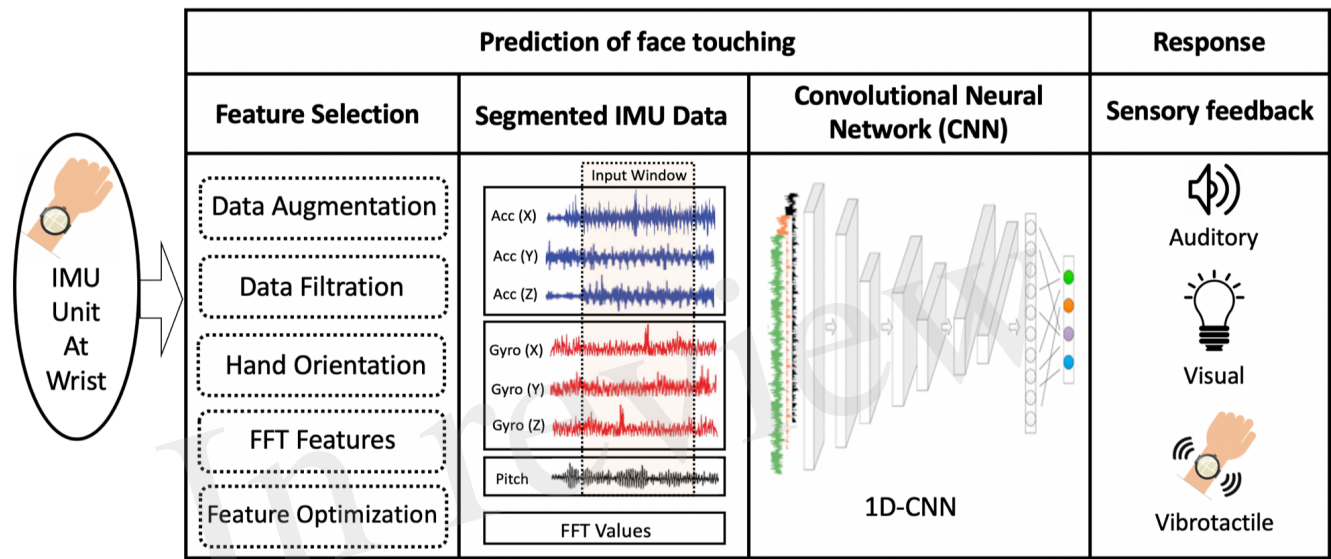 Prediction of face touching
Response
Feature Selection
Segmented IMU Data
Convolutional Neural
Network (CNN)
Sensory feedback
IMU
Unit
At
Wrist
Data Augmentation
Data Filtration
Hand Orientation
FFT Features
Feature Optimization
Input Window
Acc (X)
Acc (Y)
Acc (Z)
Gyro (X)
Gyro (Y)
Gyro (Z)
Pitch
FFT Values
1D-CNN
Auditory
Visual
Vibrotactile
In review